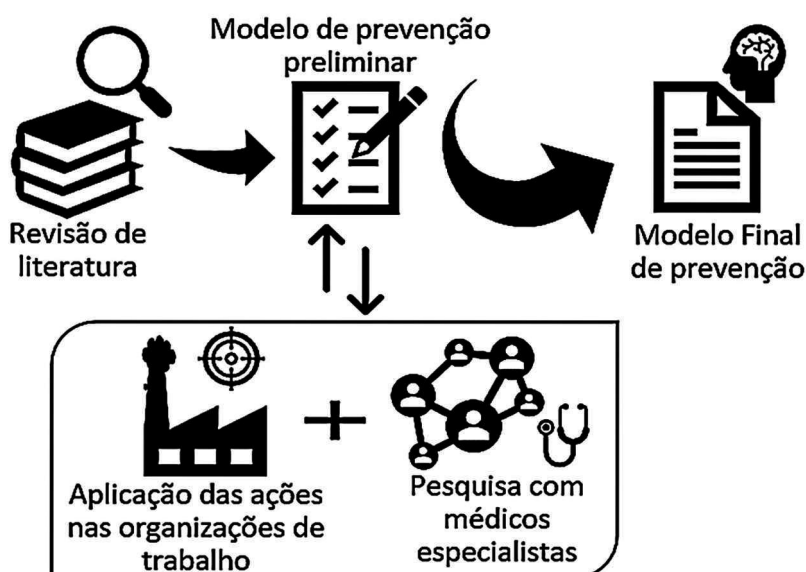 Modelo de prevenção
preliminar
Revisão de
literatura
Modelo Final
de prevenção
Aplicação das ações
nas organizações de
trabalho
Pesquisa com
médicos
especialistas